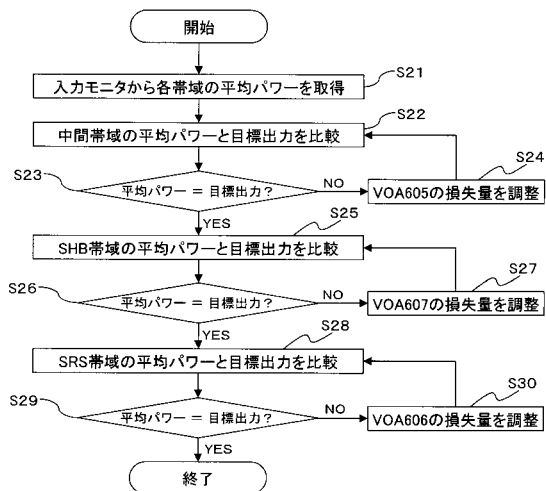 開始
S21
入力モニタから各帯域の平均パワーを取得
S22
中間帯域の平均パワーと目標出力を比較
S23
平均パワー = 目標出力?
NO
S24
VOA605の損失量を調整
YES
S25
SHB帯域の平均パワーと目標出力を比較
S26
平均パワー = 目標出力?
NO
S27
VOA607の損失量を調整
YES
S28
SRS帯域の平均パワーと目標出力を比較
S29
平均パワー = 目標出力?
NO
S30
VOA606の損失量を調整
YES
終了